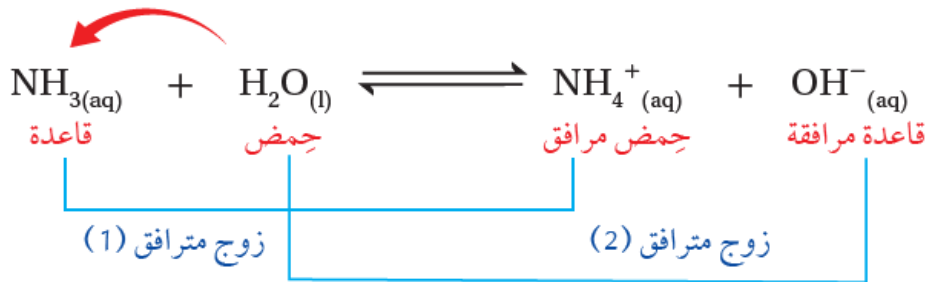 NH₃(aq) + H₂O(l) ⇌ NH₄⁺(aq) + OH⁻(aq)
قاعدة حِمض حِمض مرافق قاعدة مرافقة
زوج مترافق (1) زوج مترافق (2)